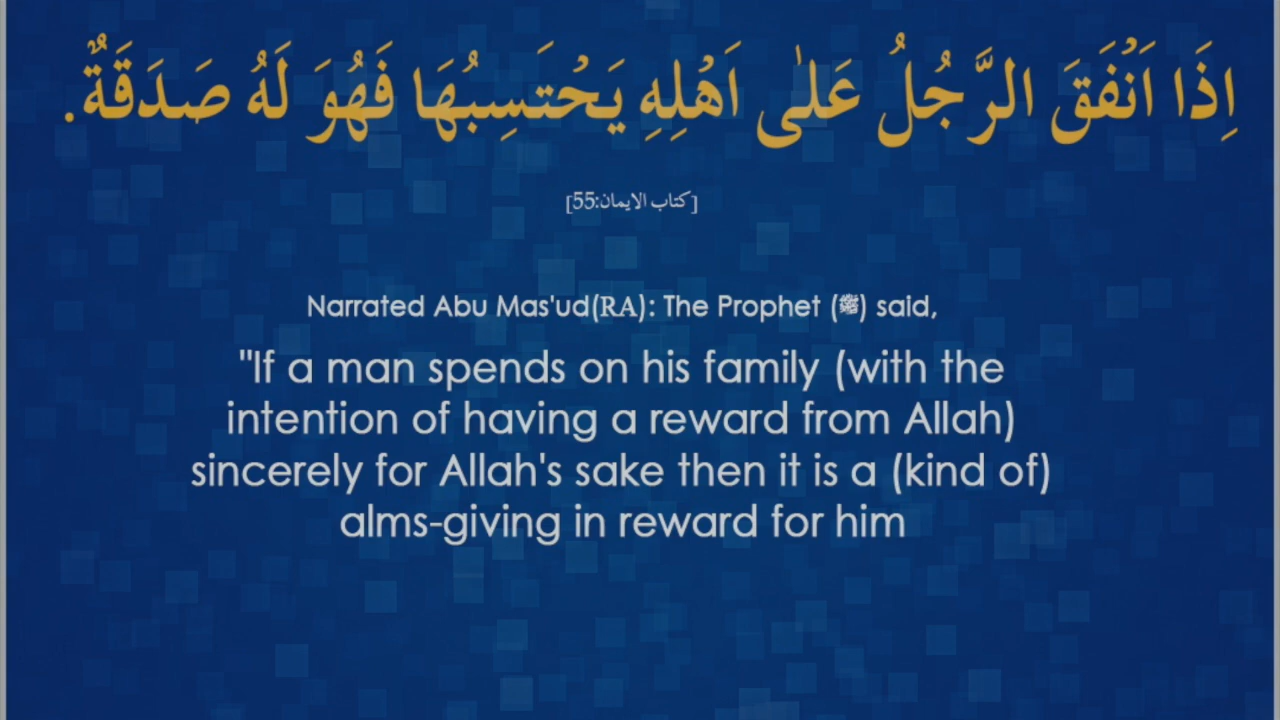 اِذَا اَنْفَقَ الرَّجُلُ عَلٰى اَهْلِهِ يَحْتَسِبُهَا فَهُوَ لَهُ صَدَقَةٌ.
[كتاب الايمان:55]
Narrated Abu Mas'ud(RA): The Prophet (ﷺ) said,
"If a man spends on his family (with the
intention of having a reward from Allah)
sincerely for Allah's sake then it is a (kind of)
alms-giving in reward for him